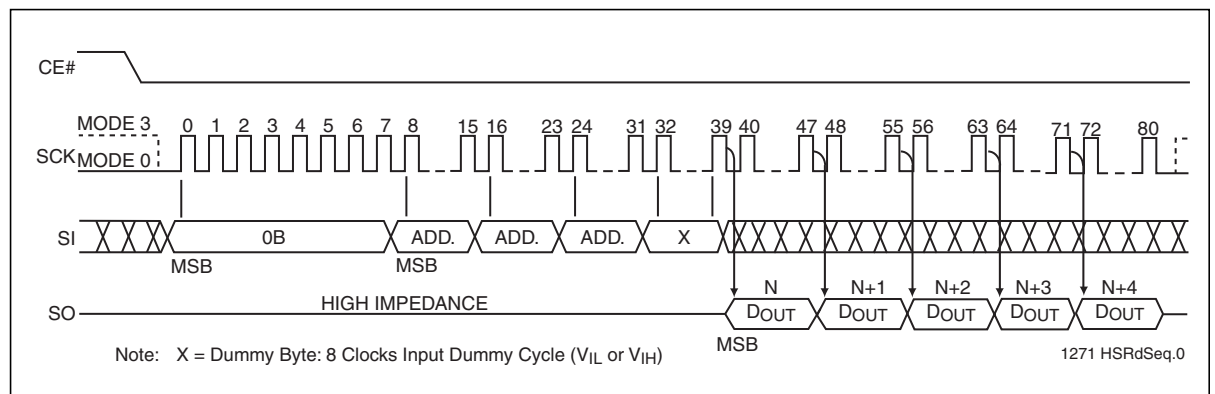 CE#
MODE 3
0 1 2 3 4 5 6 7 8 15 16 23 24 31 32 39 40 47 48 55 56 63 64 71 72 80
SCK
MODE 0
SI 0B ADD. ADD. ADD. X
MSB MSB
N N+1 N+2 N+3 N+4
SO HIGH IMPEDANCE DOUT DOUT DOUT DOUT DOUT
MSB
Note: X = Dummy Byte: 8 Clocks Input Dummy Cycle (VIL or VIH)
1271 HSRdSeq.0